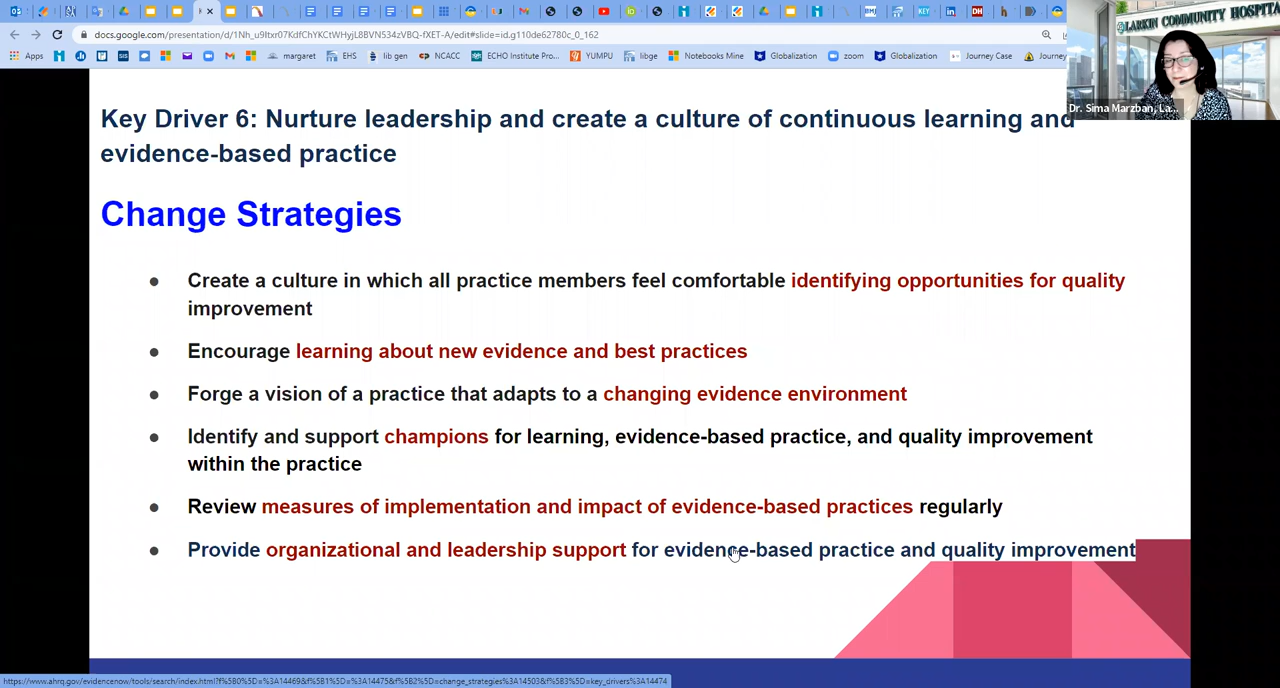 docs.google.com/presentation/d/1Nh_u9Itxr07KdfChYKCtWHyjL8BVN534zVBQ-IXET-A/edit#slide=id.g110de62780c_0_162
Apps
margaret
EHS
lib gen
NCACC
ECHO Institute Pro...
YUMPU
libge
Notebooks Mine
Globalization
zoom
Globalization
Journey Case
Journey
LARKIN COMMUNITY HOSPITA
Dr. Sima Marzban, La...
Key Driver 6: Nurture leadership and create a culture of continuous learning and
evidence-based practice
Change Strategies
● Create a culture in which all practice members feel comfortable identifying opportunities for quality
improvement
● Encourage learning about new evidence and best practices
● Forge a vision of a practice that adapts to a changing evidence environment
● Identify and support champions for learning, evidence-based practice, and quality improvement
within the practice
● Review measures of implementation and impact of evidence-based practices regularly
● Provide organizational and leadership support for evidence-based practice and quality improvement
https://www.ahrq.gov/evidencenow/tools/search/index.html?f%5B0%5D=%3A14469&f%5B1%5D=%3A14475&f%5B2%5D=change_strategies%3A14503&f%5B3%5D=key_drivers%3A14474